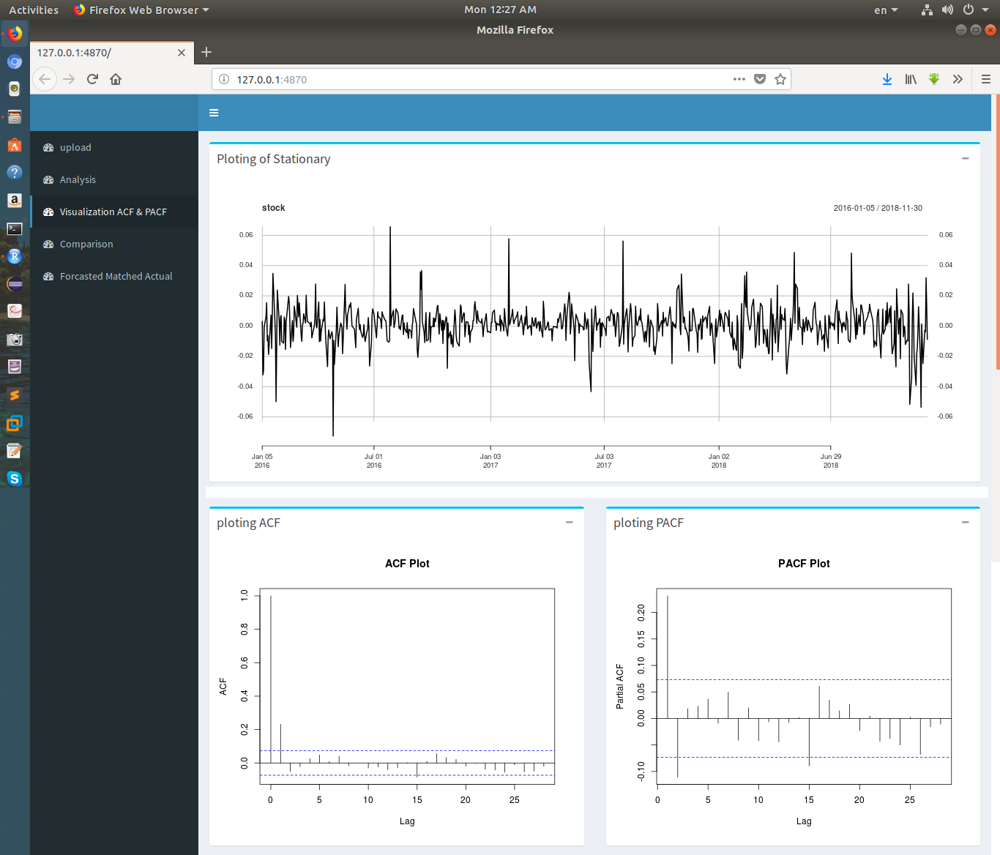 Activities Firefox Web Browser Mon 12:27 AM en
Mozilla Firefox
127.0.0.1:4870/
127.0.0.1:4870
upload
Analysis
Visualization ACF & PACF
Comparison
Forcasted Matched Actual
Ploting of Stationary
stock 2016-01-05 / 2018-11-30
0.06 0.06
0.04 0.04
0.02 0.02
0.00 0.00
-0.02 -0.02
-0.04 -0.04
-0.06 -0.06
Jan 05 Jul 01 Jan 03 Jul 03 Jan 02 Jun 29
2016 2016 2017 2017 2018 2018
ploting ACF
ACF Plot
ACF
1.0
0.8
0.6
0.4
0.2
0.0
0 5 10 15 20 25
Lag
ploting PACF
PACF Plot
Partial ACF
0.20
0.15
0.10
0.05
0.00
-0.10
0 5 10 15 20 25
Lag